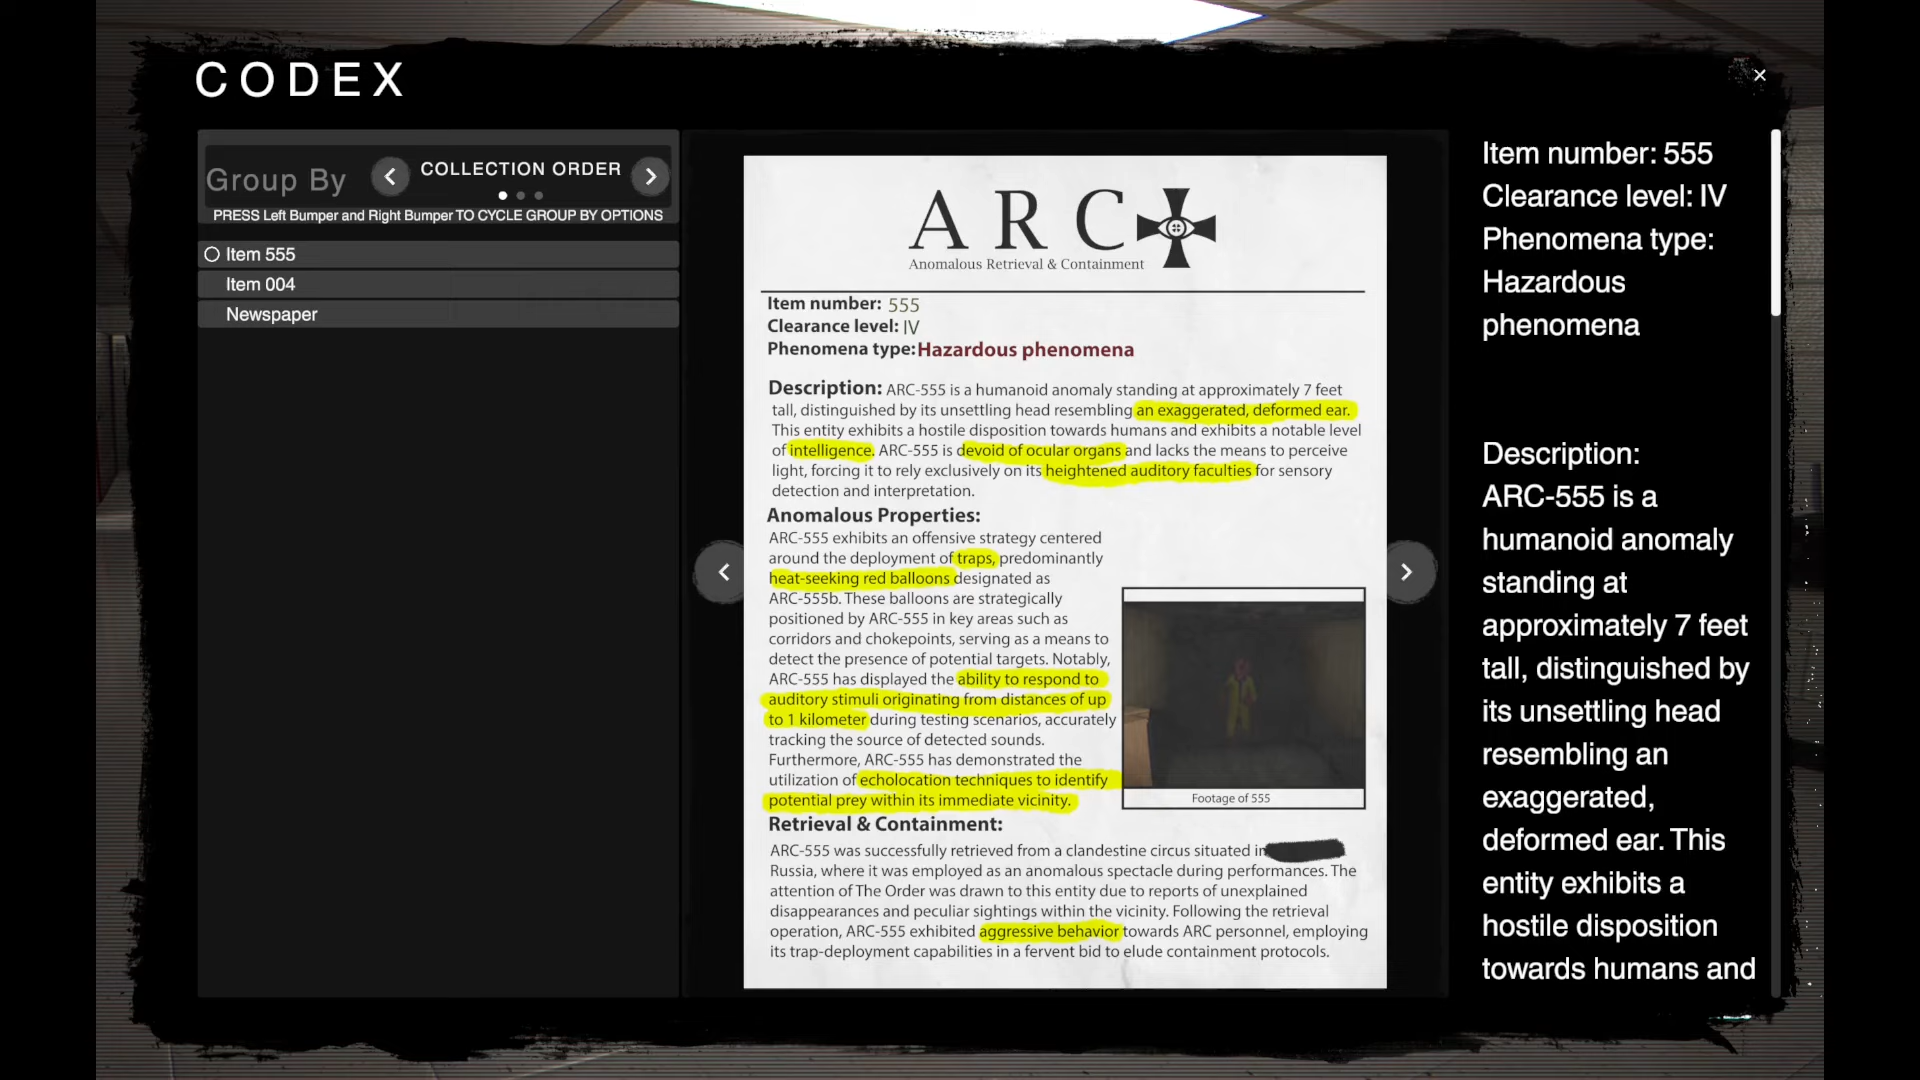 CODEX
×
Group By
COLLECTION ORDER
PRESS Left Bumper and Right Bumper TO CYCLE GROUP BY OPTIONS
Item 555
Item 004
Newspaper
ARC
Anomalous Retrieval & Containment
Item number: 555
Clearance level: IV
Phenomena type: Hazardous phenomena
Description: ARC-555 is a humanoid anomaly standing at approximately 7 feet
tall, distinguished by its unsettling head resembling an exaggerated, deformed ear.
This entity exhibits a hostile disposition towards humans and exhibits a notable level
of intelligence. ARC-555 is devoid of ocular organs and lacks the means to perceive
light, forcing it to rely exclusively on its heightened auditory faculties for sensory
detection and interpretation.
Anomalous Properties:
ARC-555 exhibits an offensive strategy centered
around the deployment of traps, predominantly
heat-seeking red balloons designated as
ARC-555b. These balloons are strategically
positioned by ARC-555 in key areas such as
corridors and chokepoints, serving as a means to
detect the presence of potential targets. Notably,
ARC-555 has displayed the ability to respond to
auditory stimuli originating from distances of up
to 1 kilometer during testing scenarios, accurately
tracking the source of detected sounds.
Furthermore, ARC-555 has demonstrated the
utilization of echolocation techniques to identify
potential prey within its immediate vicinity.
Footage of 555
Retrieval & Containment:
ARC-555 was successfully retrieved from a clandestine circus situated in
Russia, where it was employed as an anomalous spectacle during performances. The
attention of The Order was drawn to this entity due to reports of unexplained
disappearances and peculiar sightings within the vicinity. Following the retrieval
operation, ARC-555 exhibited aggressive behavior towards ARC personnel, employing
its trap-deployment capabilities in a fervent bid to elude containment protocols.
Item number: 555
Clearance level: IV
Phenomena type:
Hazardous
phenomena
Description:
ARC-555 is a
humanoid anomaly
standing at
approximately 7 feet
tall, distinguished by
its unsettling head
resembling an
exaggerated,
deformed ear. This
entity exhibits a
hostile disposition
towards humans and